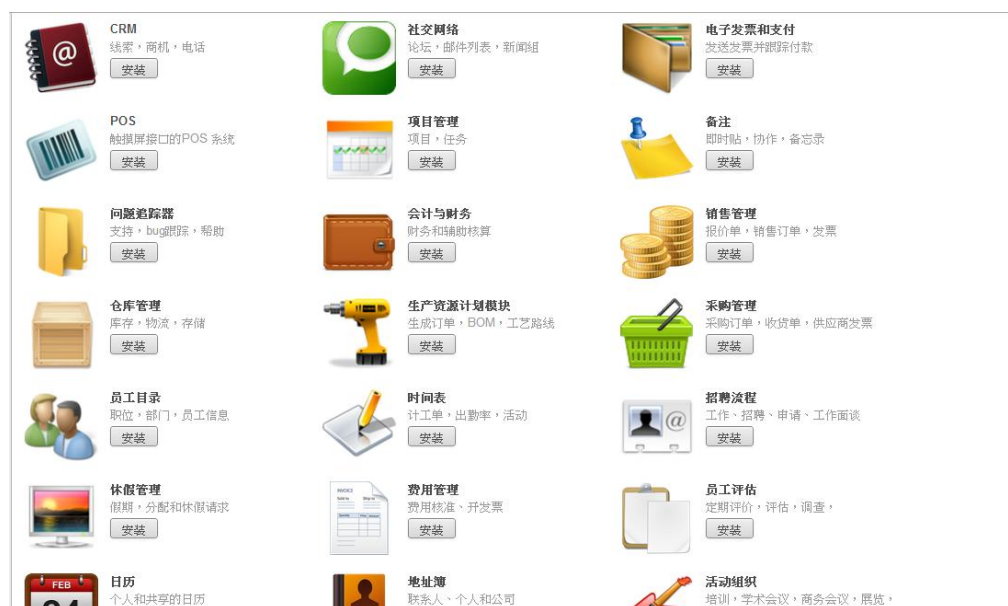 CRM
线索，商机，电话
安装
社交网络
论坛，邮件列表，新闻组
安装
电子发票和支付
发送发票并跟踪付款
安装
POS
触摸屏接口的POS 系统
安装
项目管理
项目，任务
安装
备注
即时贴，协作，备忘录
安装
问题追踪器
支持，bug跟踪，帮助
安装
会计与财务
财务和辅助核算
安装
销售管理
报价单，销售订单，发票
安装
仓库管理
库存，物流，存储
安装
生产资源计划模块
生成订单，BOM，工艺路线
安装
采购管理
采购订单，收货单，供应商发票
安装
员工目录
职位，部门，员工信息
安装
时间表
计工单，出勤率，活动
安装
招聘流程
工作、招聘、申请、工作面谈
安装
休假管理
假期，分配和休假请求
安装
INVOICE
费用管理
费用核准、开发票
安装
员工评估
定期评价，评估，调查，
安装
FEB
24
日历
个人和共享的日历
地址簿
联系人、个人和公司
活动组织
培训，学术会议，商务会议，展览，